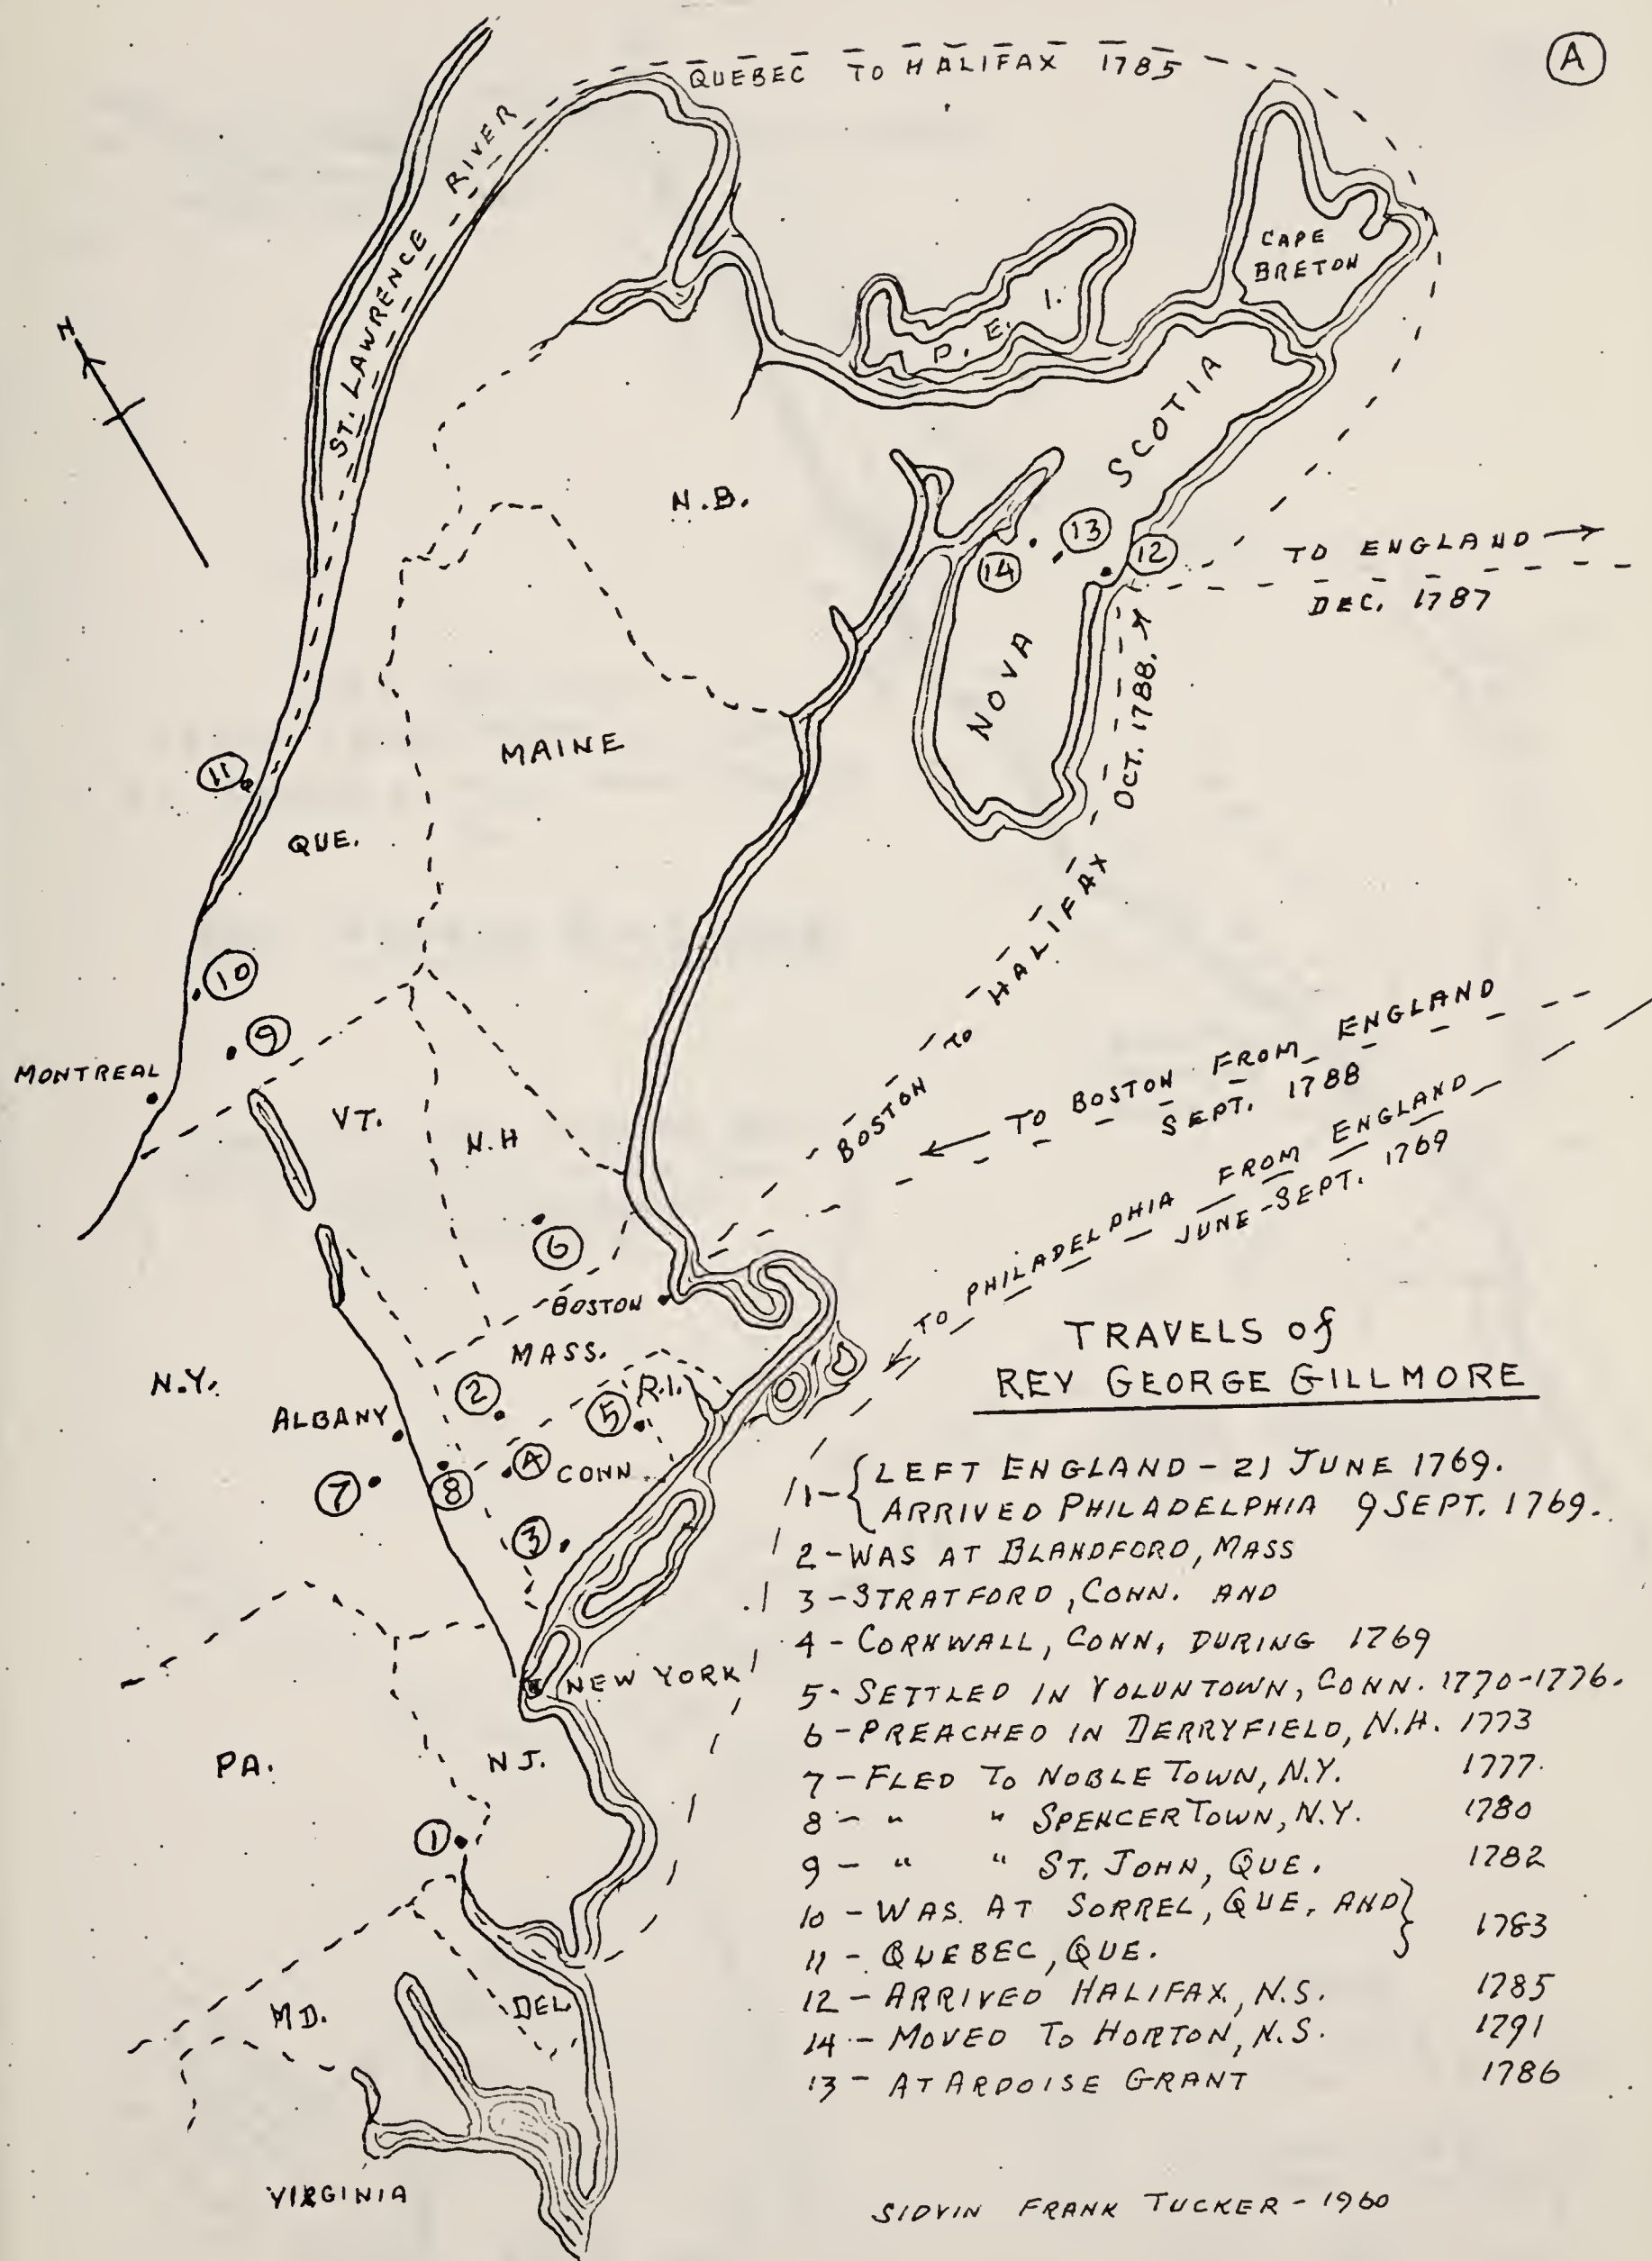 A
QUEBEC TO HALIFAX 1785
ST. LAWRENCE RIVER
CAPE
BRETON
P. E. I.
N
N.B.
NOVA SCOTIA
13
14
12
TO ENGLAND
DEC. 1787
OCT. 1788.
MAINE
11
QUE.
10
9
MONTREAL
VT.
N.H
BOSTON TO HALIFAX
TO BOSTON FROM ENGLAND
SEPT. 1788
TO PHILADELPHIA FROM ENGLAND
JUNE-SEPT. 1769
6
BOSTON
MASS.
N.Y.
2
R.I.
5
ALBANY
4
CONN.
7
8
3
NEW YORK
PA.
N J.
1
MD.
DEL
VIRGINIA
TRAVELS of
REV GEORGE GILLMORE
1-{LEFT ENGLAND - 21 JUNE 1769.
ARRIVED PHILADELPHIA 9 SEPT. 1769.
2-WAS AT BLANDFORD, MASS
3-STRATFORD, CONN. AND
4-CORNWALL, CONN, DURING 1769
5-SETTLED IN VOLUNTOWN, CONN. 1770-1776.
6-PREACHED IN DERRYFIELD, N.H. 1773
7-FLED TO NOBLE TOWN, N.Y. 1777.
8- " " SPENCERTOWN, N.Y. 1780
9- " " ST. JOHN, QUE. 1782
10-WAS AT SORREL, QUE, AND} 1783
11-QUEBEC, QUE.
12-ARRIVED HALIFAX, N.S. 1785
14-MOVED TO HORTON, N.S. 1791
13-AT ARDOISE GRANT 1786
SIDVIN FRANK TUCKER-1960